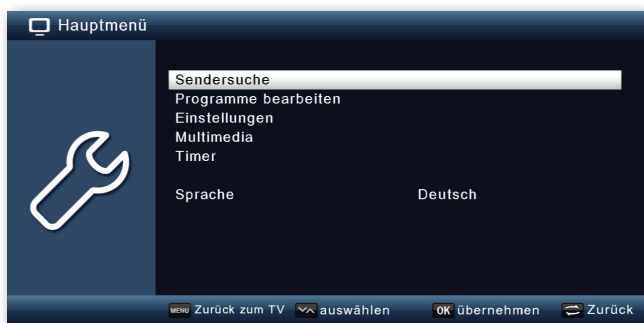 Hauptmenü
Sendersuche
Programme bearbeiten
Einstellungen
Multimedia
Timer
Sprache Deutsch
MENU Zurück zum TV auswählen OK übernehmen Zurück